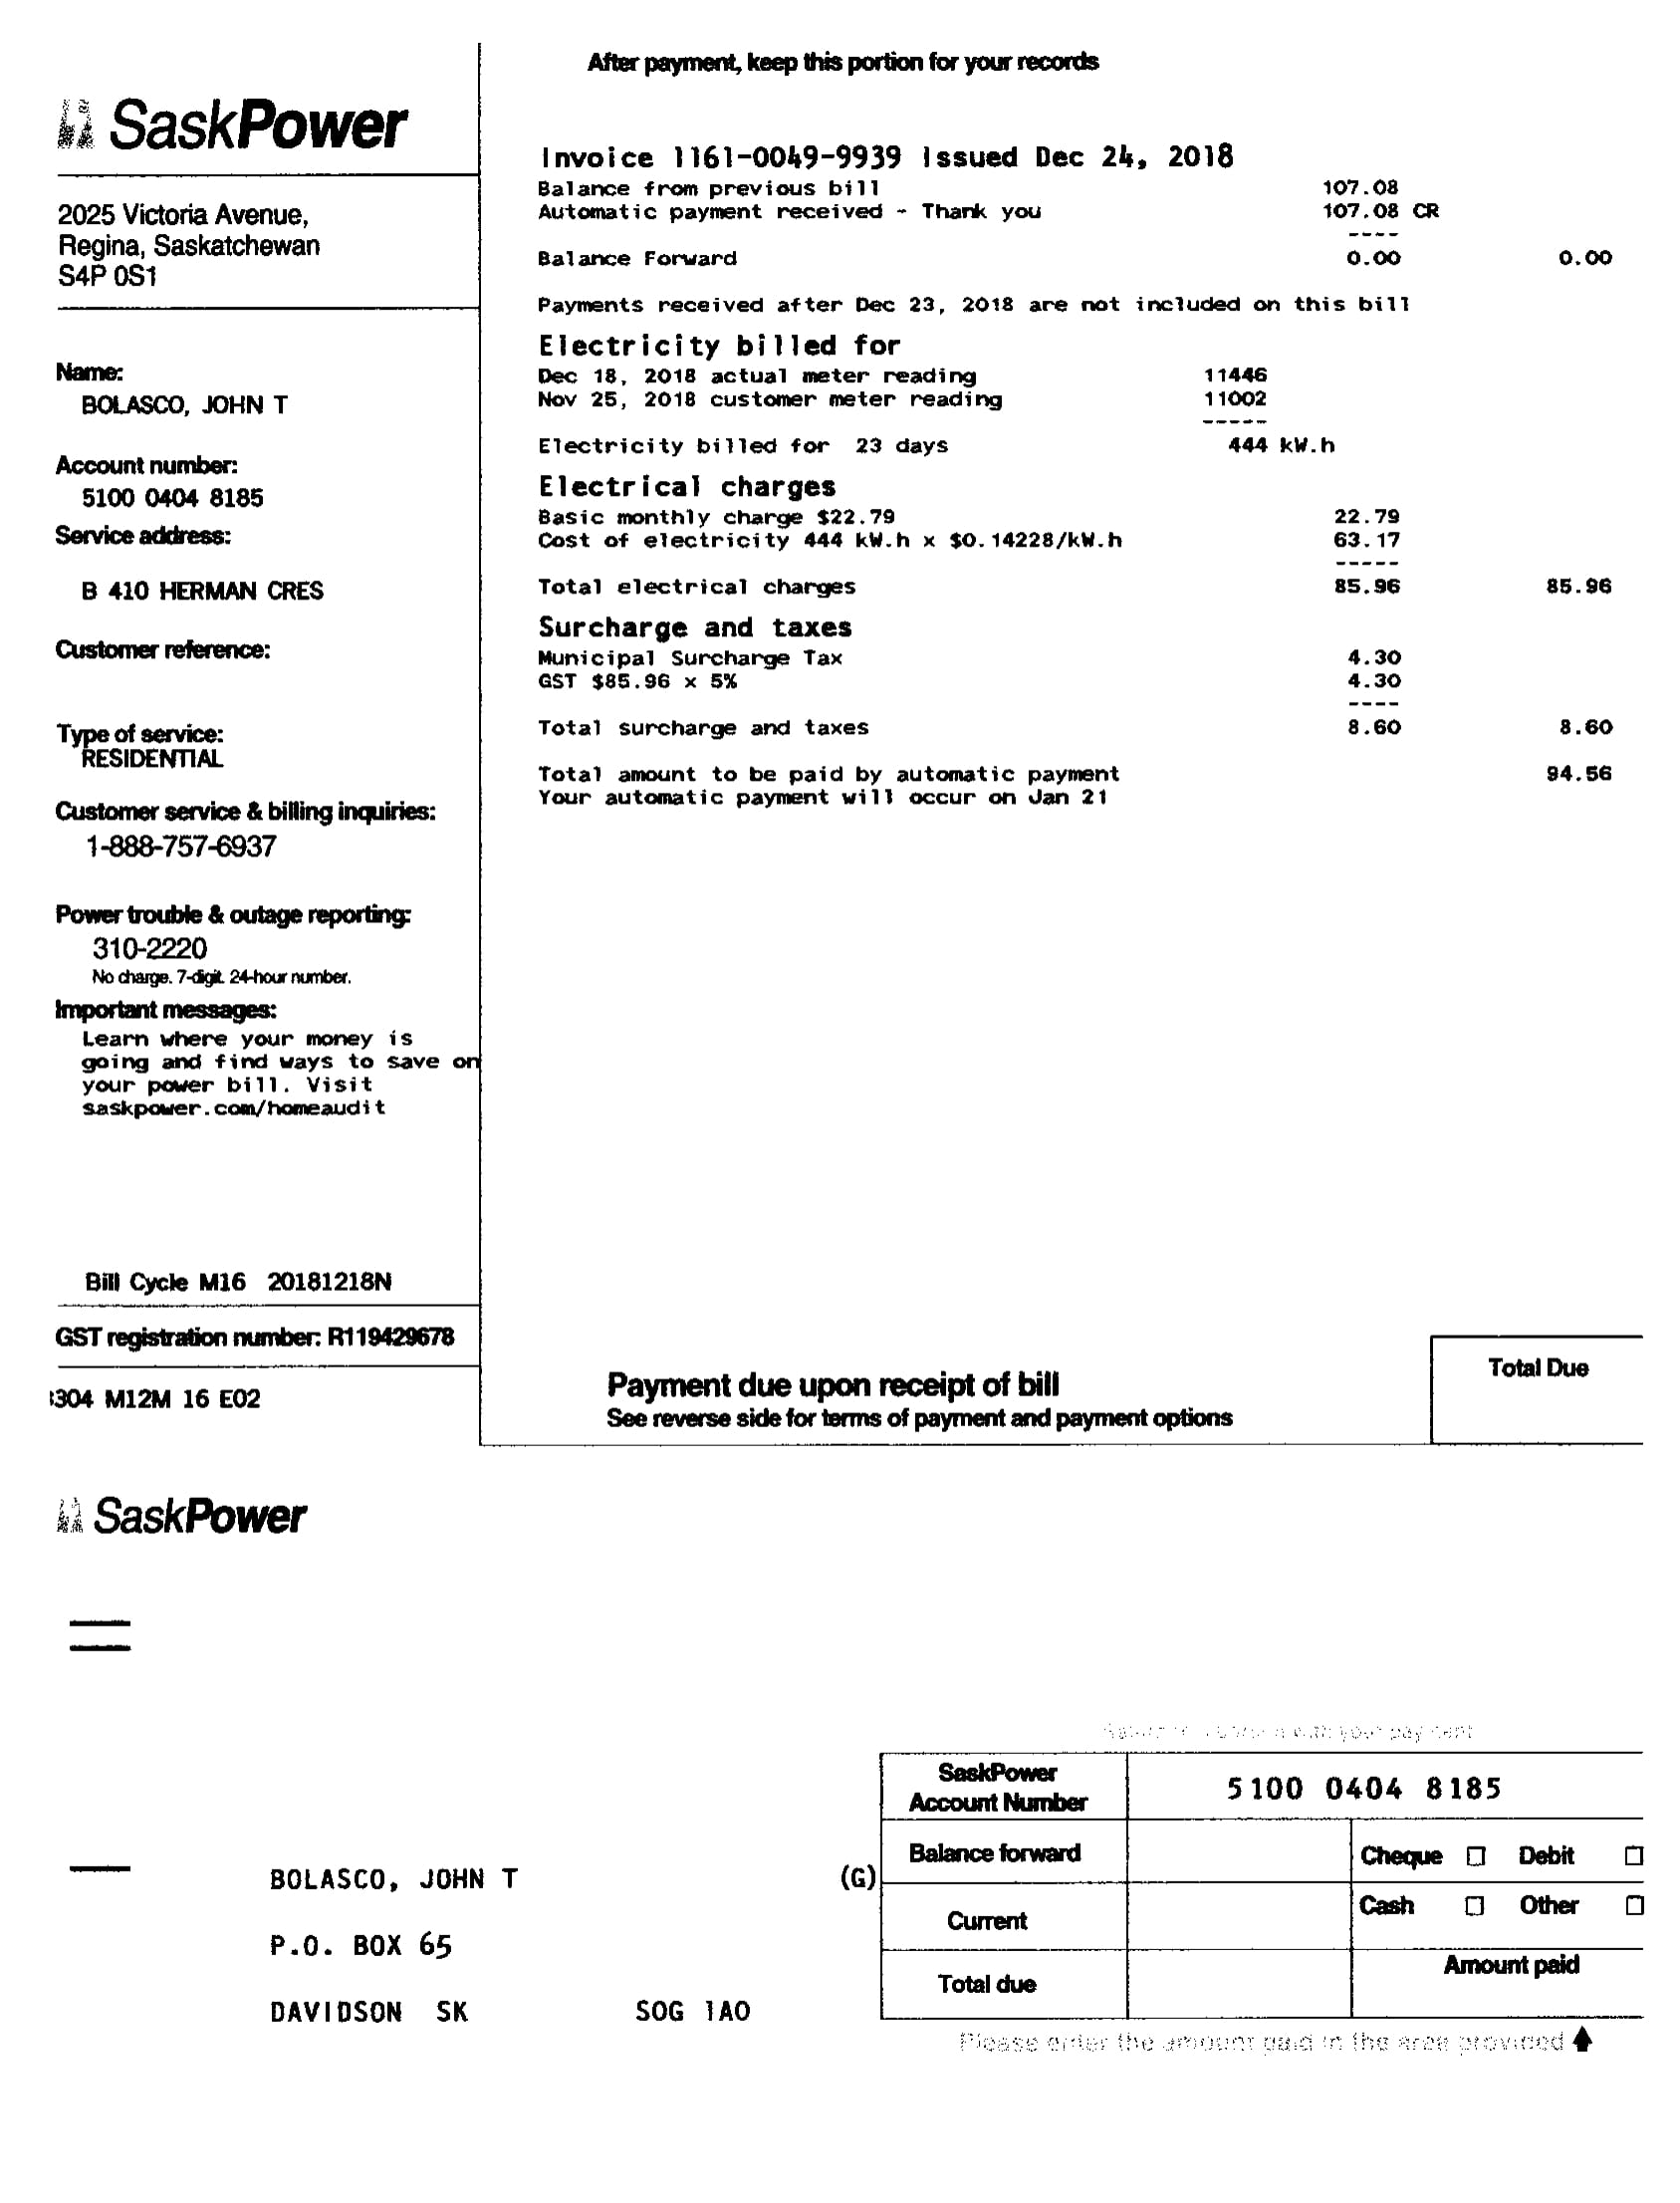 After payment, keep this portion for your records
SaskPower
2025 Victoria Avenue,
Regina, Saskatchewan
S4P 0S1
Name:
BOLASCO, JOHN T
Account number:
5100 0404 8185
Service address:
B 410 HERMAN CRES
Customer reference:
Type of service:
RESIDENTIAL
Customer service & billing inquiries:
1-888-757-6937
Power trouble & outage reporting:
310-2220
No charge. 7-digit. 24-hour number.
Important messages:
Learn where your money is
going and find ways to save on
your power bill. Visit
saskpower.com/homeaudit
Bill Cycle M16 20181218N
GST registration number: R119429678
304 M12M 16 E02
Invoice 1161-0049-9939 Issued Dec 24, 2018
Balance from previous bill 107.08
Automatic payment received - Thank you 107.08 CR
----
Balance Forward 0.00 0.00
Payments received after Dec 23, 2018 are not included on this bill
Electricity billed for
Dec 18, 2018 actual meter reading 11446
Nov 25, 2018 customer meter reading 11002
-----
Electricity billed for 23 days 444 kW.h
Electrical charges
Basic monthly charge $22.79 22.79
Cost of electricity 444 kW.h x $0.14228/kW.h 63.17
-----
Total electrical charges 85.96 85.96
Surcharge and taxes
Municipal Surcharge Tax 4.30
GST $85.96 x 5% 4.30
----
Total surcharge and taxes 8.60 8.60
Total amount to be paid by automatic payment 94.56
Your automatic payment will occur on Jan 21
Payment due upon receipt of bill
See reverse side for terms of payment and payment options
Total Due
SaskPower
with your payment
SaskPower
Account Number 5100 0404 8185
Balance forward Cheque Debit
Current Cash Other
Total due Amount paid
Please enter the amount paid in the area provided
(G)
BOLASCO, JOHN T
P.O. BOX 65
DAVIDSON SK S0G 1A0